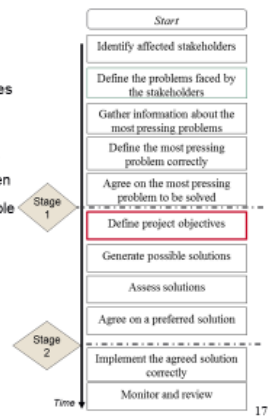 Start
Identify affected stakeholders
Define the problems faced by
the stakeholders
Gather information about the
most pressing problems
Define the most pressing
problem correctly
Agree on the most pressing
problem to be solved
Stage
1
Define project objectives
Generate possible solutions
Assess solutions
Agree on a preferred solution
Stage
2
Implement the agreed solution
correctly
Monitor and review
Time
17